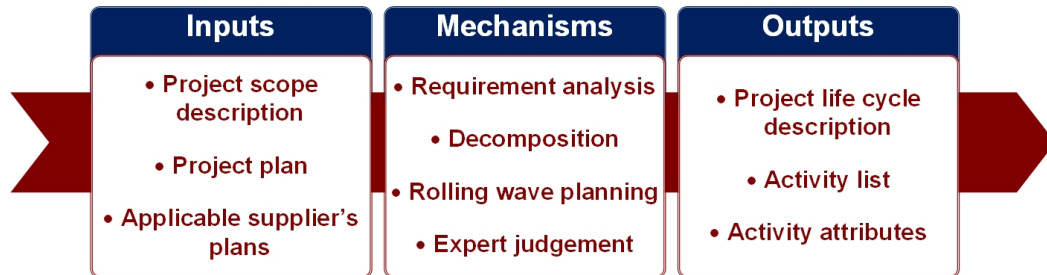 Inputs
• Project scope
description
• Project plan
• Applicable supplier's
plans
Mechanisms
• Requirement analysis
• Decomposition
• Rolling wave planning
• Expert judgement
Outputs
• Project life cycle
description
• Activity list
• Activity attributes